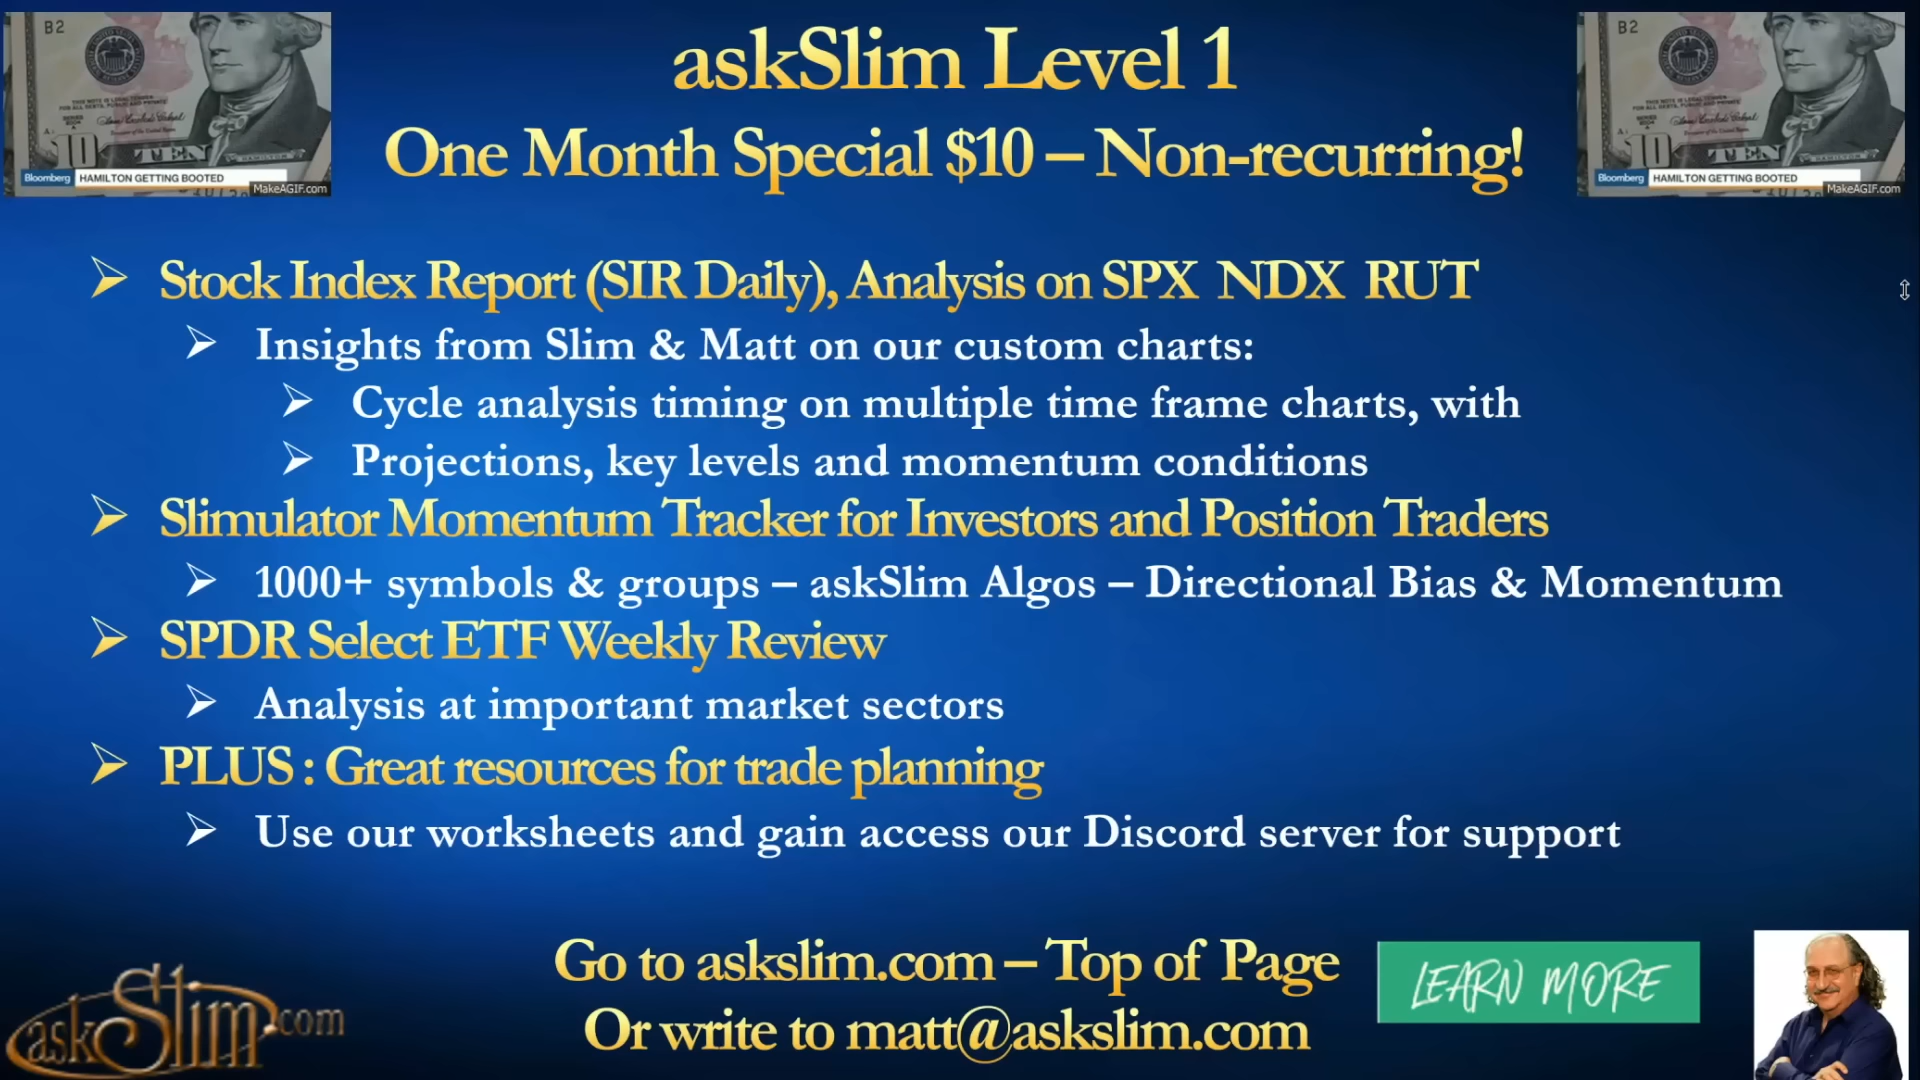 askSlim Level 1
One Month Special $10 – Non-recurring!
B2
10
TEN
HAMILTON
Bloomberg HAMILTON GETTING BOOTED
MakeAGIF.com
B2
10
TEN
HAMILTON
Bloomberg HAMILTON GETTING BOOTED
MakeAGIF.com
Stock Index Report (SIR Daily), Analysis on SPX NDX RUT
Insights from Slim & Matt on our custom charts:
Cycle analysis timing on multiple time frame charts, with
Projections, key levels and momentum conditions
Slimulator Momentum Tracker for Investors and Position Traders
1000+ symbols & groups – askSlim Algos – Directional Bias & Momentum
SPDR Select ETF Weekly Review
Analysis at important market sectors
PLUS : Great resources for trade planning
Use our worksheets and gain access our Discord server for support
Go to askslim.com – Top of Page
Or write to matt@askslim.com
LEARN MORE
askSlim.com